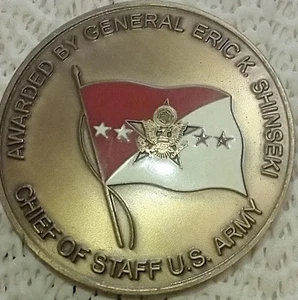 AWARDED BY GENERAL ERIC K. SHINSEKI
CHIEF OF STAFF U.S. ARMY